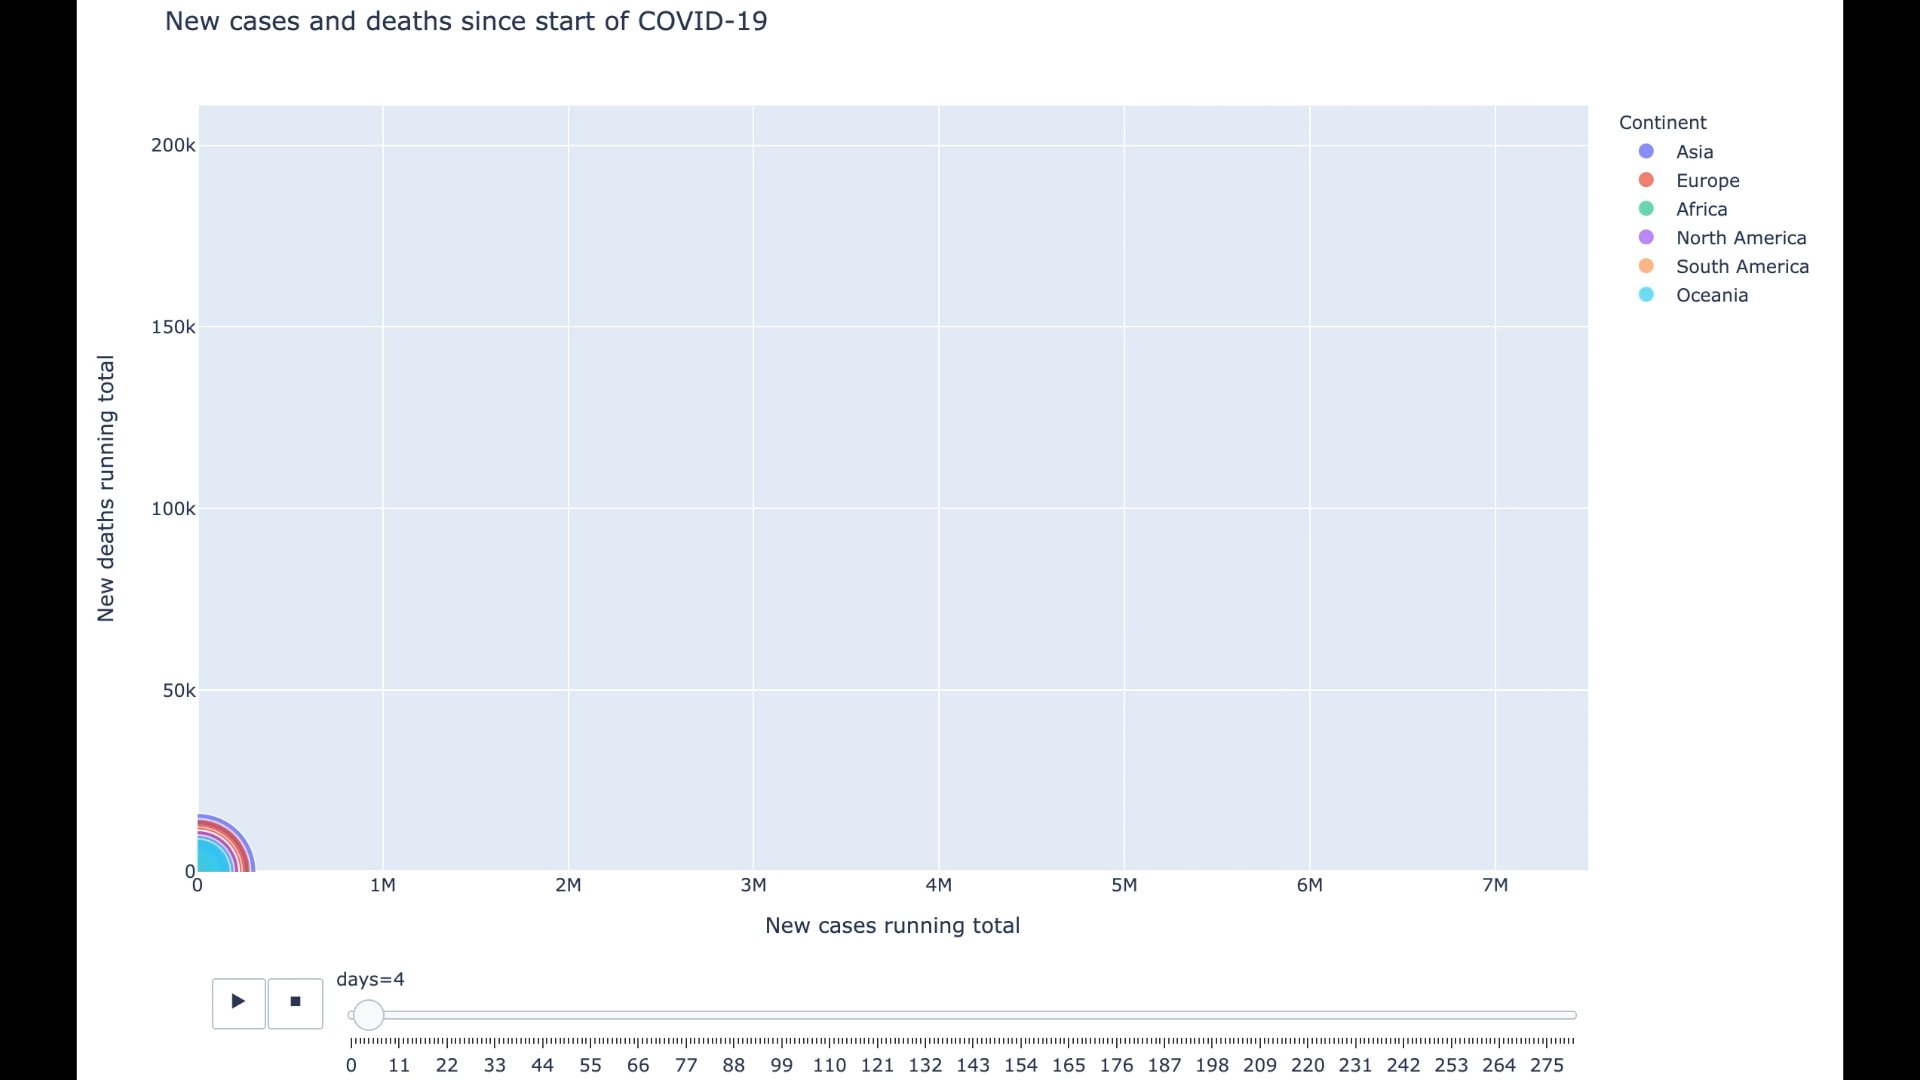 New cases and deaths since start of COVID-19
Continent
Asia
Europe
Africa
North America
South America
Oceania
New deaths running total
200k
150k
100k
50k
0
0 1M 2M 3M 4M 5M 6M 7M
New cases running total
days=4
0 11 22 33 44 55 66 77 88 99 110 121 132 143 154 165 176 187 198 209 220 231 242 253 264 275